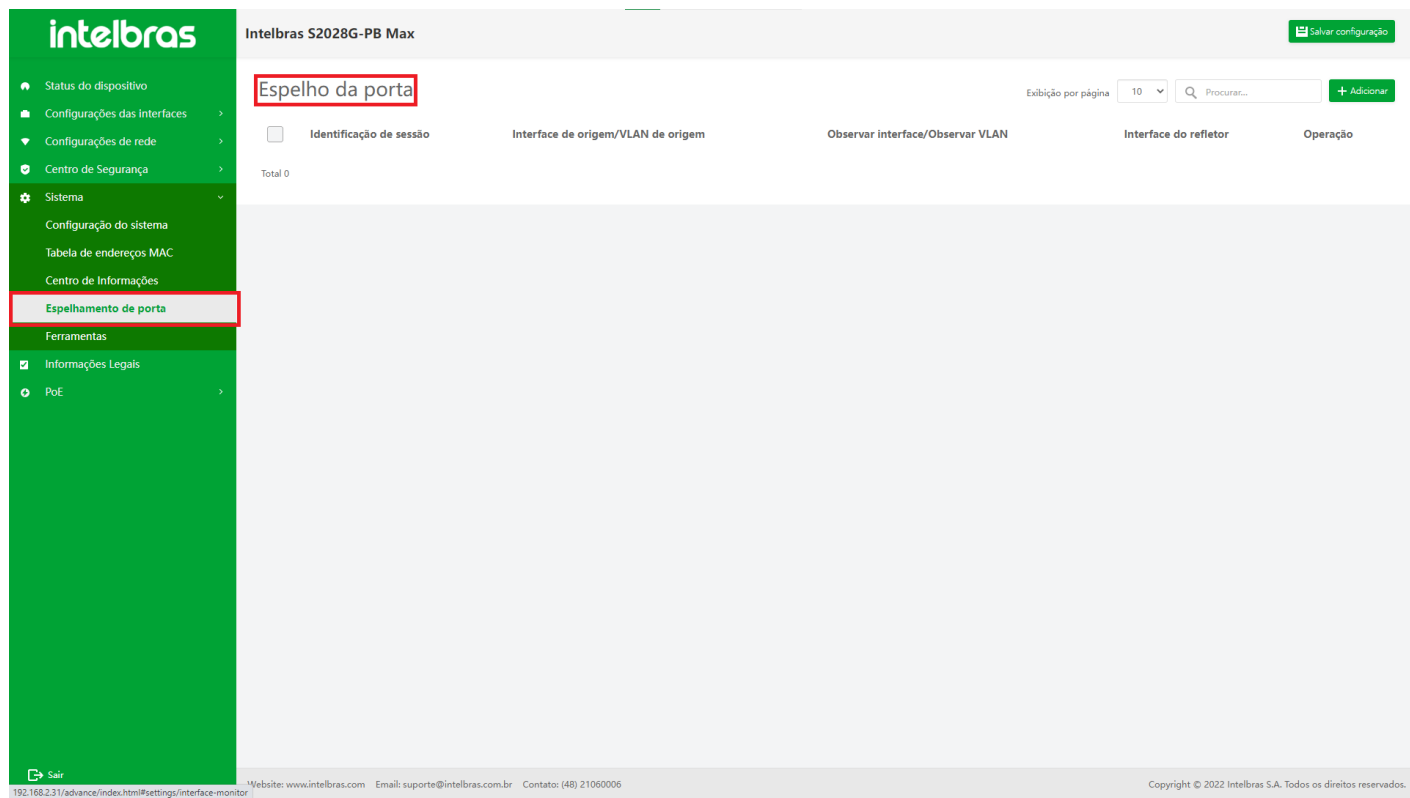 intelbras
Intelbras S2028G-PB Max
Salvar configuração
Status do dispositivo
Configurações das interfaces
Configurações de rede
Centro de Segurança
Sistema
Configuração do sistema
Tabela de endereços MAC
Centro de Informações
Espelhamento de porta
Ferramentas
Informações Legais
PoE
Sair
Espelho da porta
Exibição por página 10 Procurar... + Adicionar
Identificação de sessão Interface de origem/VLAN de origem Observar interface/Observar VLAN Interface do refletor Operação
Total 0
192.168.2.31/advance/index.html#settings/interface-monitor
Website: www.intelbras.com Email: suporte@intelbras.com.br Contato: (48) 21060006 Copyright © 2022 Intelbras S.A. Todos os direitos reservados.